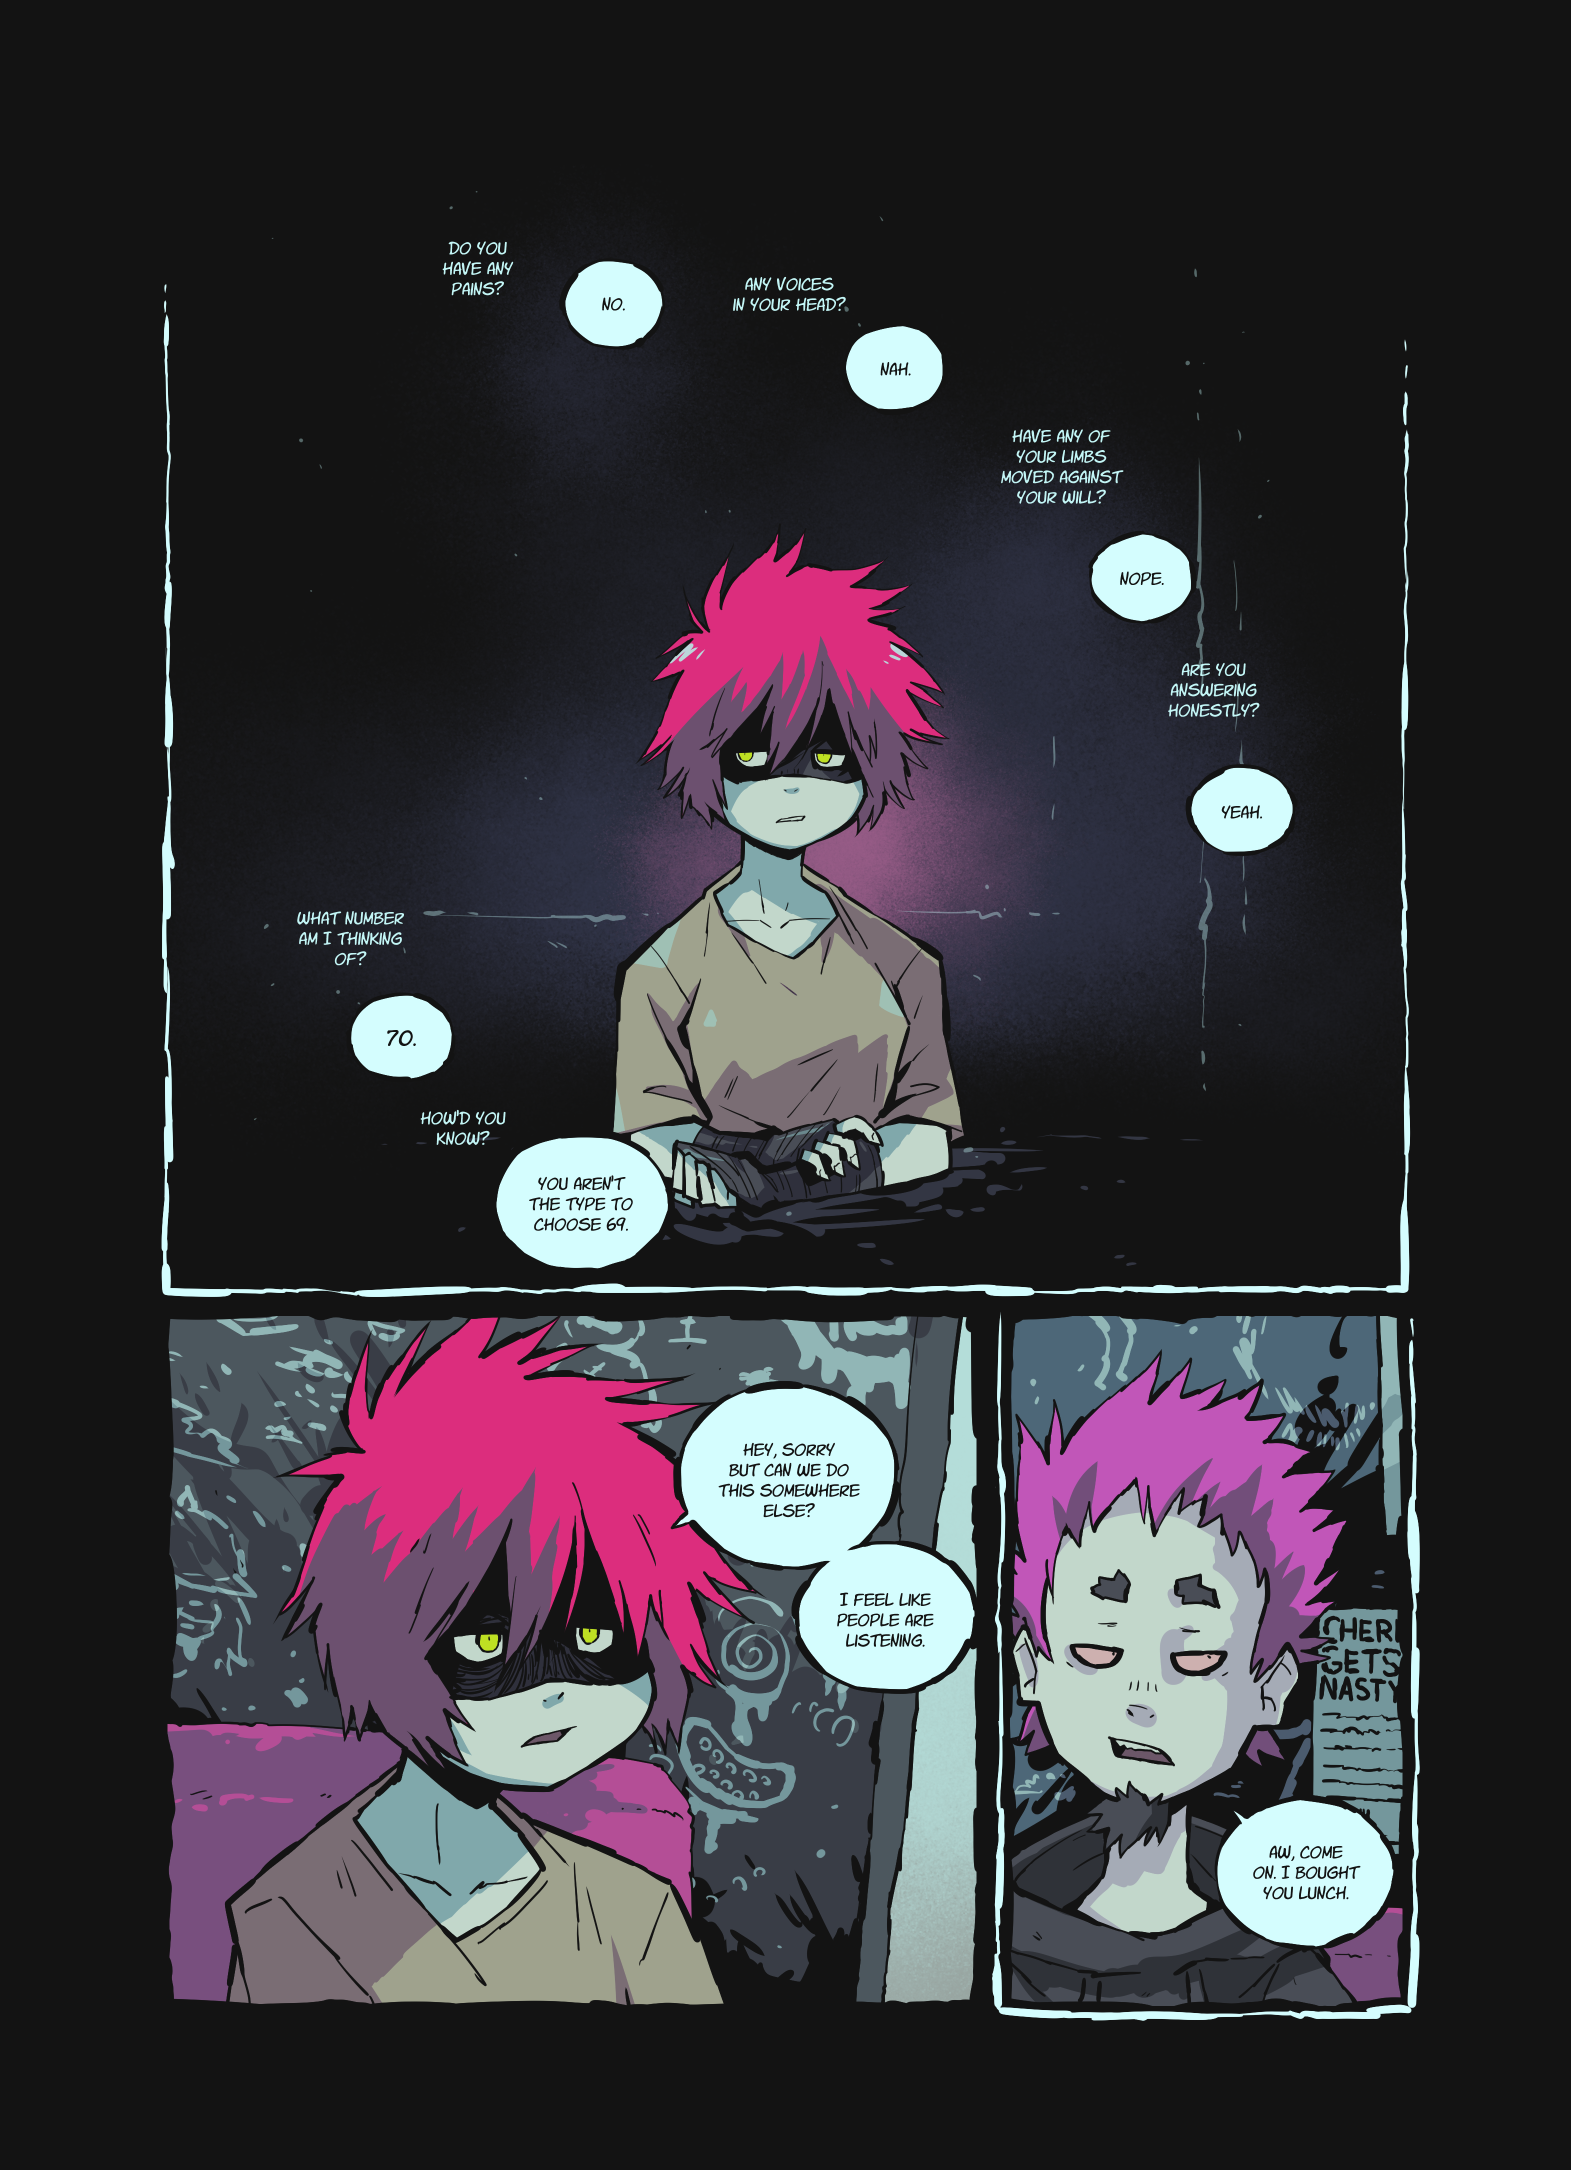 DO YOU
HAVE ANY
PAINS?
NO.
ANY VOICES
IN YOUR HEAD?
NAH.
HAVE ANY OF
YOUR LIMBS
MOVED AGAINST
YOUR WILL?
NOPE.
ARE YOU
ANSWERING
HONESTLY?
YEAH.
WHAT NUMBER
AM I THINKING
OF?
70.
HOW'D YOU
KNOW?
YOU AREN'T
THE TYPE TO
CHOOSE 69.
HEY, SORRY
BUT CAN WE DO
THIS SOMEWHERE
ELSE?
I FEEL LIKE
PEOPLE ARE
LISTENING.
CHERI
GETS
NASTY
AW, COME
ON. I BOUGHT
YOU LUNCH.